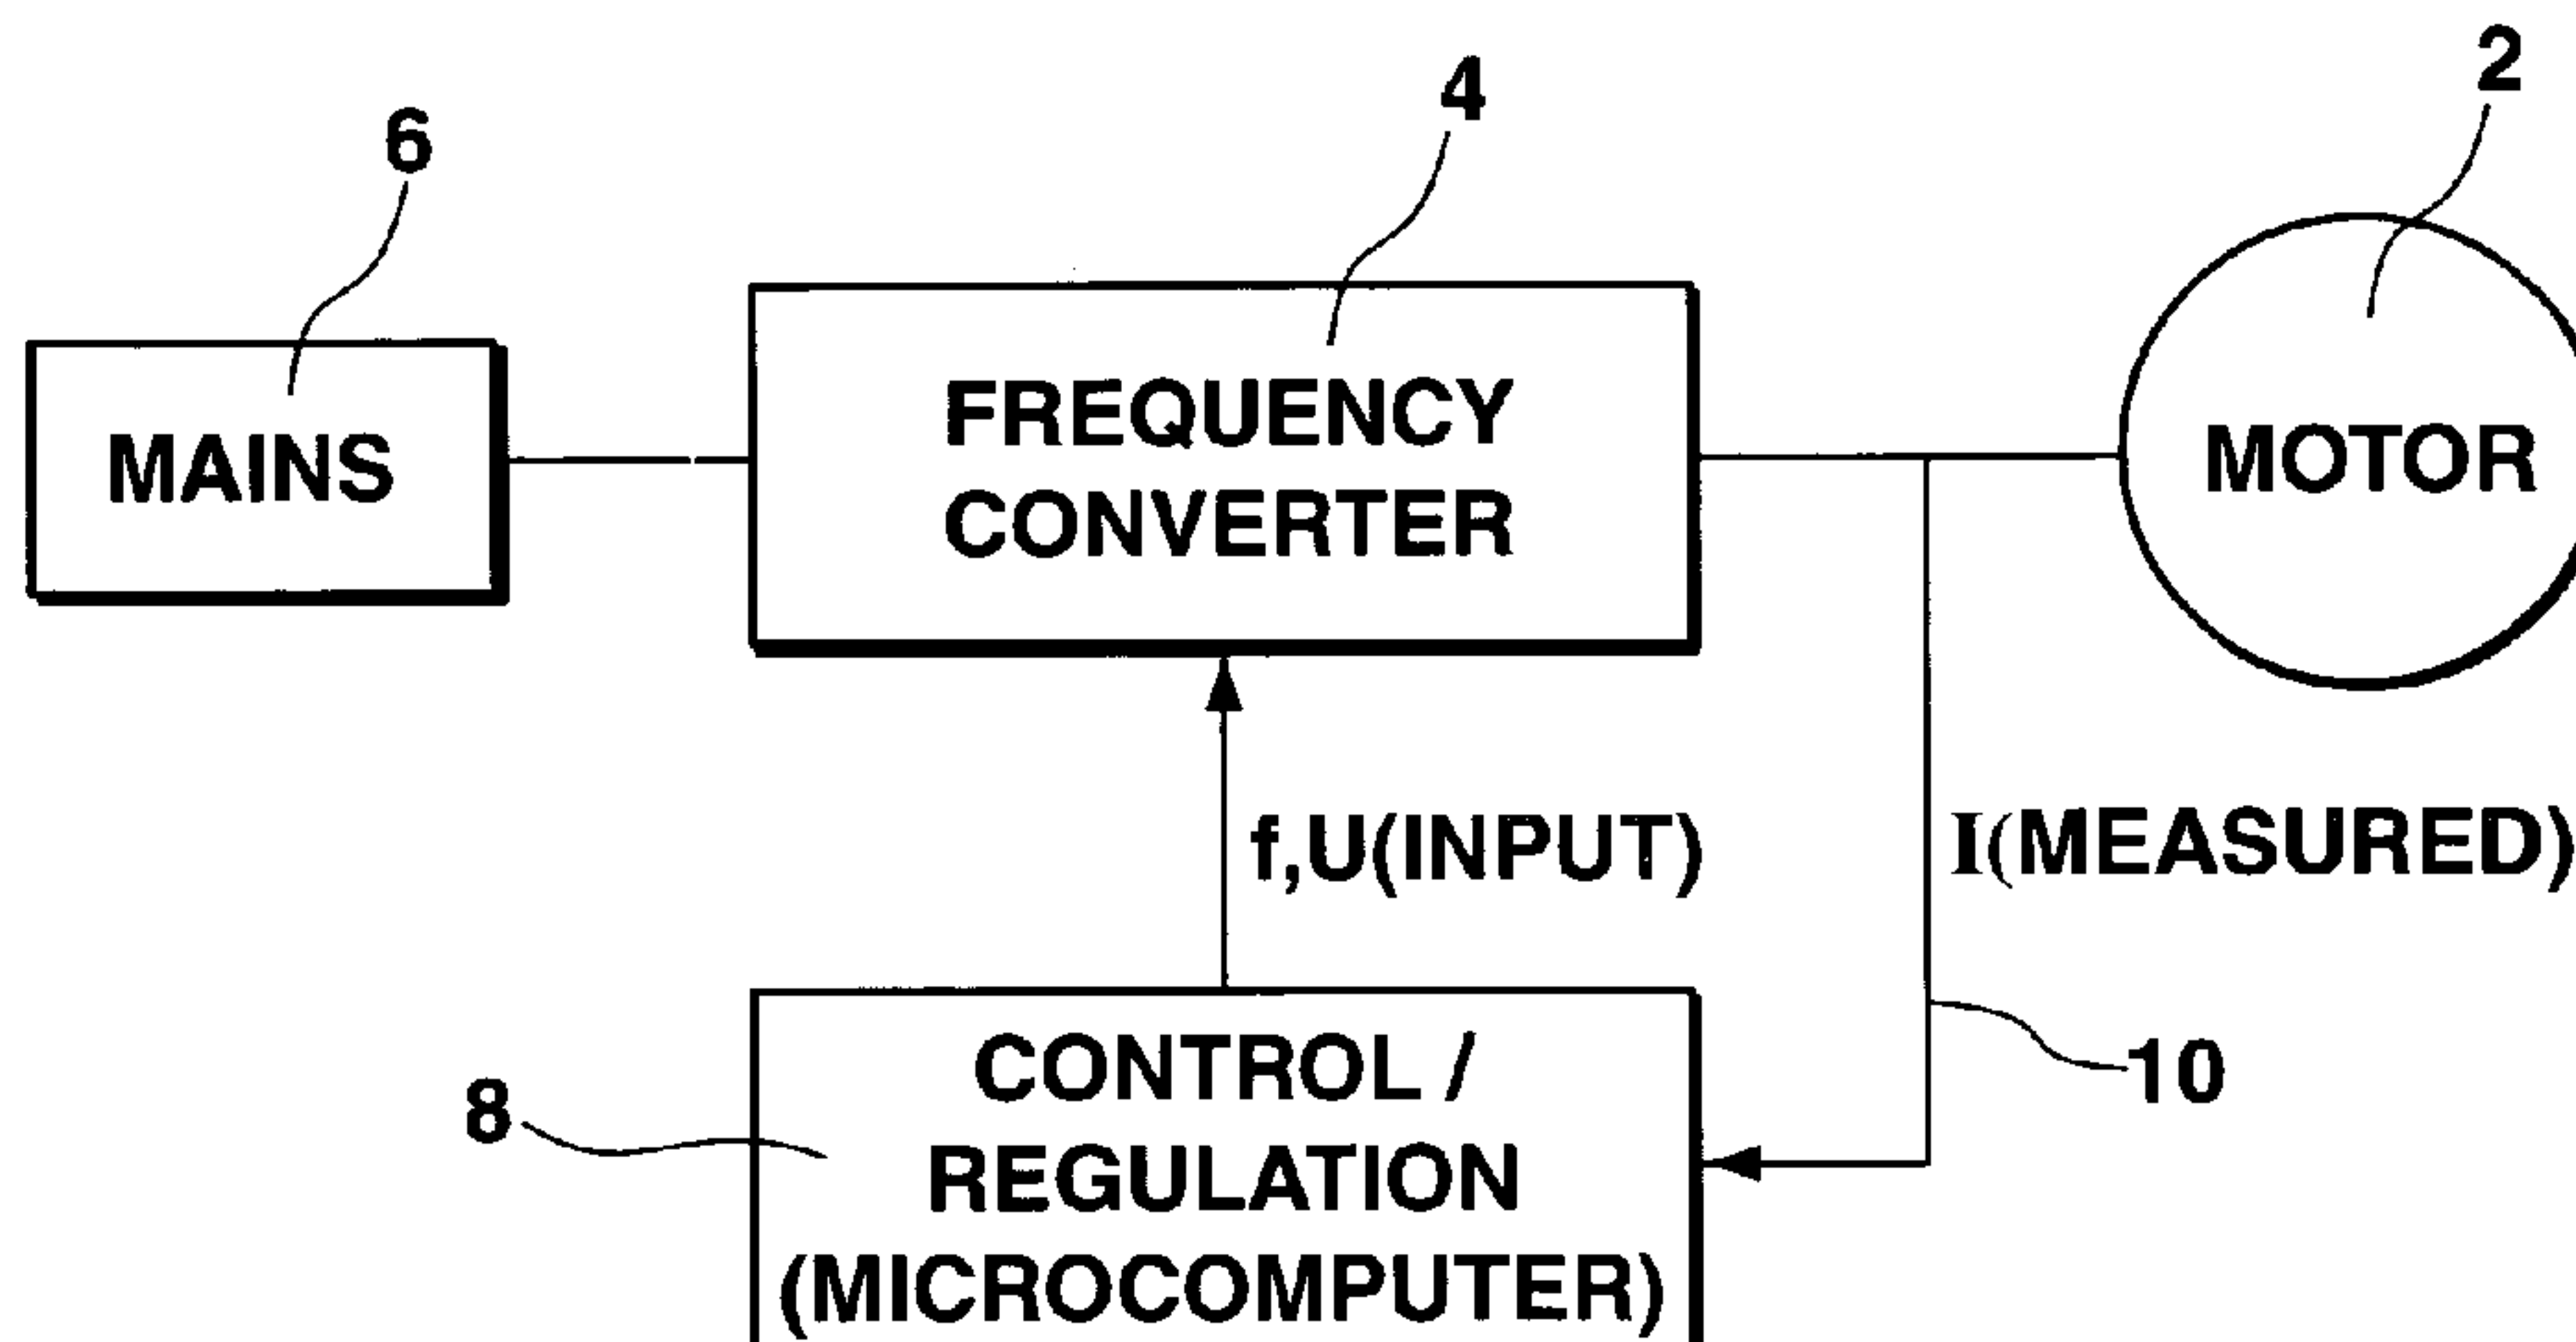 2
4
6
FREQUENCY
CONVERTER
MAINS
MOTOR
f,U(INPUT)
I(MEASURED)
CONTROL /
REGULATION
(MICROCOMPUTER)
8
10